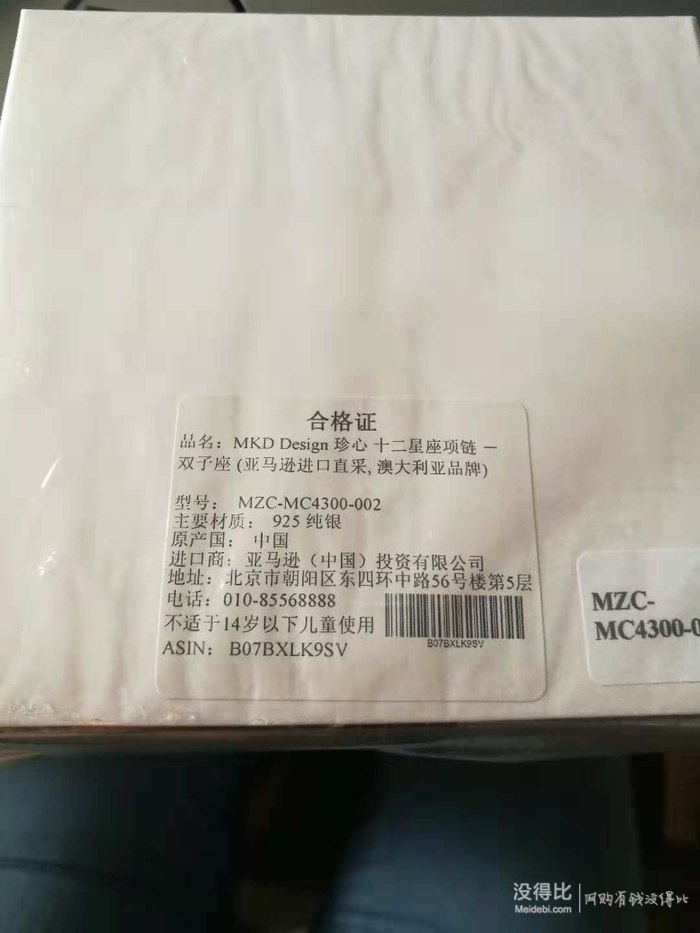 合格证
品名：MKD Design 珍心 十二星座项链 －
双子座 (亚马逊进口直采, 澳大利亚品牌)
型号： MZC-MC4300-002
主要材质： 925 纯银
原产国： 中国
进口商：亚马逊（中国）投资有限公司
地址：北京市朝阳区东四环中路56号楼第5层
电话：010-85568888
不适于14岁以下儿童使用
B07BXLK9SV
ASIN： B07BXLK9SV
MZC-
MC4300-0
没得比
Meidebi.com
网购有钱没得比